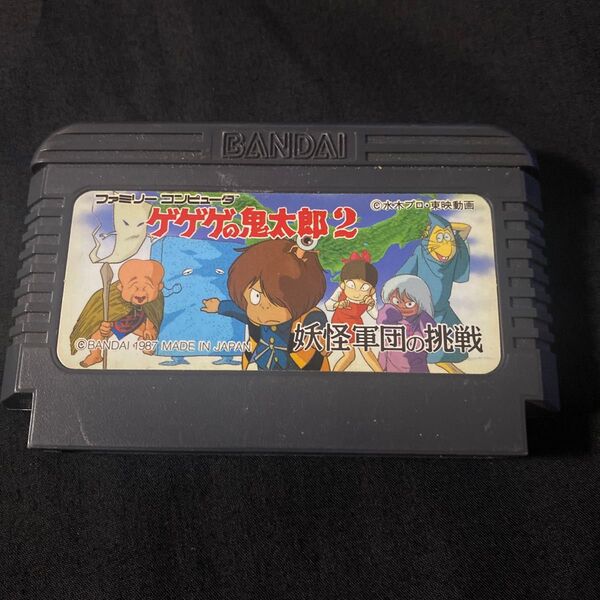 BANDAI
ファミリーコンピュータ
©水木プロ・東映動画
ゲゲゲの鬼太郎2
妖怪軍団の挑戦
©BANDAI 1987 MADE IN JAPAN